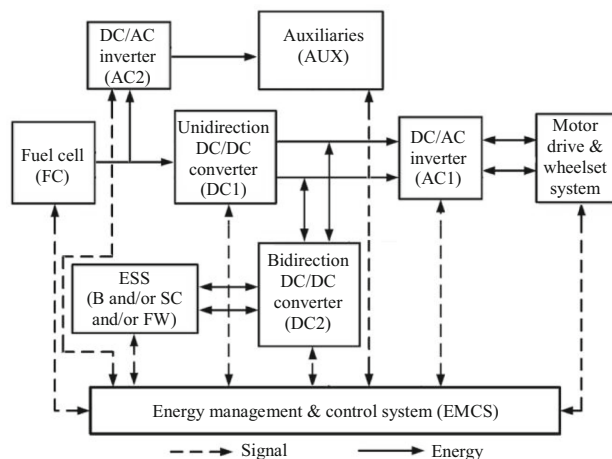 DC/AC
inverter
(AC2)
Auxiliaries
(AUX)
Fuel cell
(FC)
Unidirection
DC/DC
converter
(DC1)
DC/AC
inverter
(AC1)
Motor
drive &
wheelset
system
ESS
(B and/or SC
and/or FW)
Bidirection
DC/DC
converter
(DC2)
Energy management & control system (EMCS)
Signal
Energy